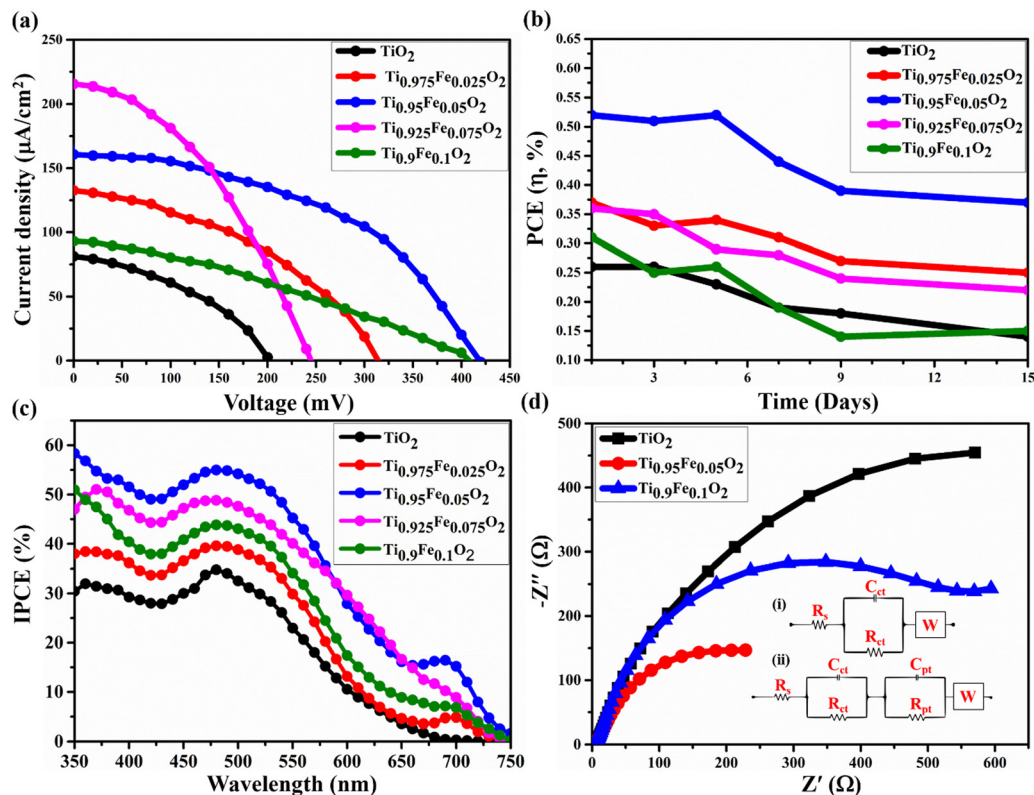 (a)
250
200
150
100
50
0
Current density (µA/cm²)
0 50 100 150 200 250 300 350 400 450
Voltage (mV)
TiO₂
Ti₀.₉₇₅Fe₀.₀₂₅O₂
Ti₀.₉₅Fe₀.₀₅O₂
Ti₀.₉₂₅Fe₀.₀₇₅O₂
Ti₀.₉Fe₀.₁O₂
(b)
0.65
0.60
0.55
0.50
0.45
0.40
0.35
0.30
0.25
0.20
0.15
0.10
PCE (η, %)
3 6 9 12 15
Time (Days)
TiO₂
Ti₀.₉₇₅Fe₀.₀₂₅O₂
Ti₀.₉₅Fe₀.₀₅O₂
Ti₀.₉₂₅Fe₀.₀₇₅O₂
Ti₀.₉Fe₀.₁O₂
(c)
60
50
40
30
20
10
0
IPCE (%)
350 400 450 500 550 600 650 700 750
Wavelength (nm)
TiO₂
Ti₀.₉₇₅Fe₀.₀₂₅O₂
Ti₀.₉₅Fe₀.₀₅O₂
Ti₀.₉₂₅Fe₀.₀₇₅O₂
Ti₀.₉Fe₀.₁O₂
(d)
-500
-400
-300
-200
-100
0
-Z″ (Ω)
0 100 200 300 400 500 600
Z′ (Ω)
TiO₂
Ti₀.₉₅Fe₀.₀₅O₂
Ti₀.₉Fe₀.₁O₂
(i)
Rs
Cct
Rct
W
(ii)
Rs
Cct
Rct
Cpt
Rpt
W